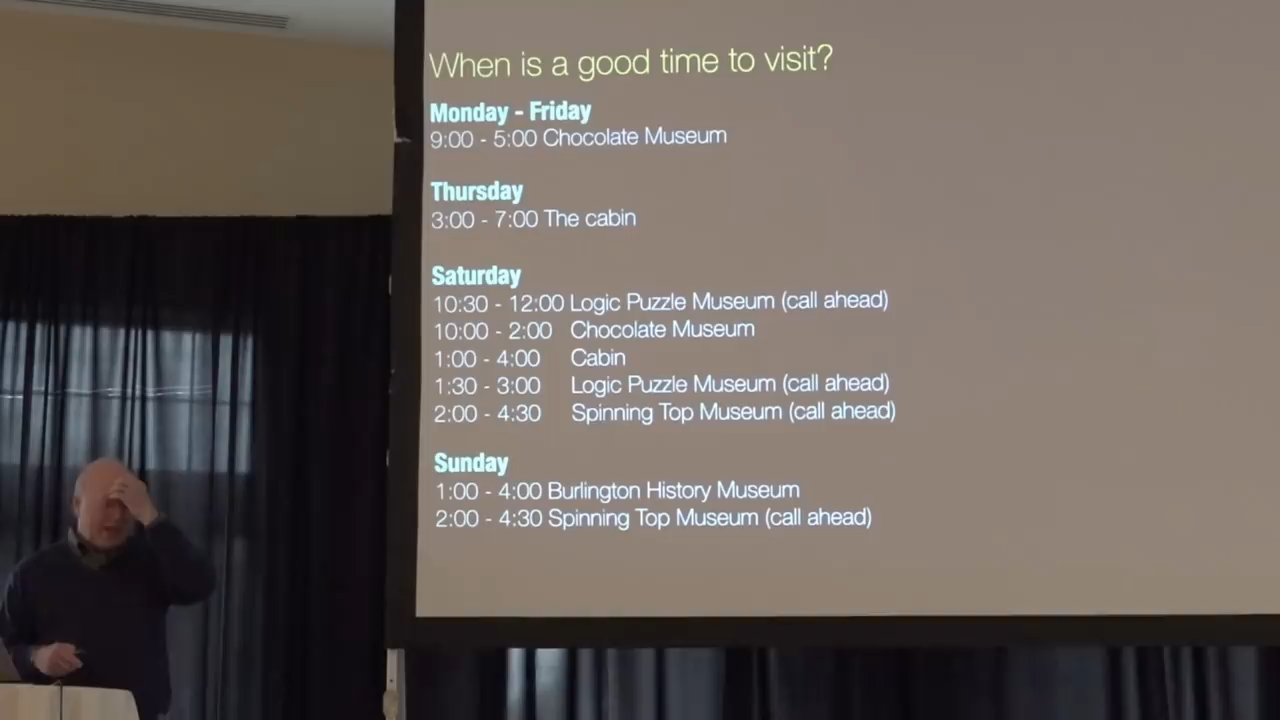 When is a good time to visit?
Monday - Friday
9:00 - 5:00 Chocolate Museum
Thursday
3:00 - 7:00 The cabin
Saturday
10:30 - 12:00 Logic Puzzle Museum (call ahead)
10:00 - 2:00 Chocolate Museum
1:00 - 4:00 Cabin
1:30 - 3:00 Logic Puzzle Museum (call ahead)
2:00 - 4:30 Spinning Top Museum (call ahead)
Sunday
1:00 - 4:00 Burlington History Museum
2:00 - 4:30 Spinning Top Museum (call ahead)